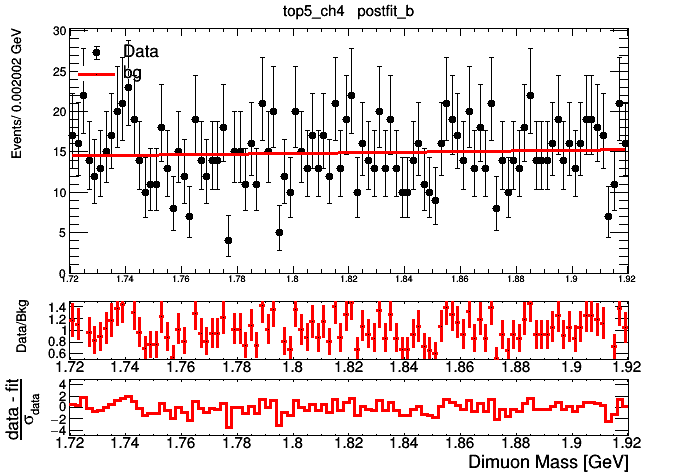 top5_ch4 postfit_b
Events/ 0.002002 GeV
30
25
20
15
10
5
0
Data
bg
1.72 1.74 1.76 1.78 1.8 1.82 1.84 1.86 1.88 1.9 1.92
Data/Bkg
1.4
1.2
1
0.8
0.6
1.72 1.74 1.76 1.78 1.8 1.82 1.84 1.86 1.88 1.9 1.92
data - fit
σdata
4
2
0
−2
−4
1.72 1.74 1.76 1.78 1.8 1.82 1.84 1.86 1.88 1.9 1.92
Dimuon Mass [GeV]